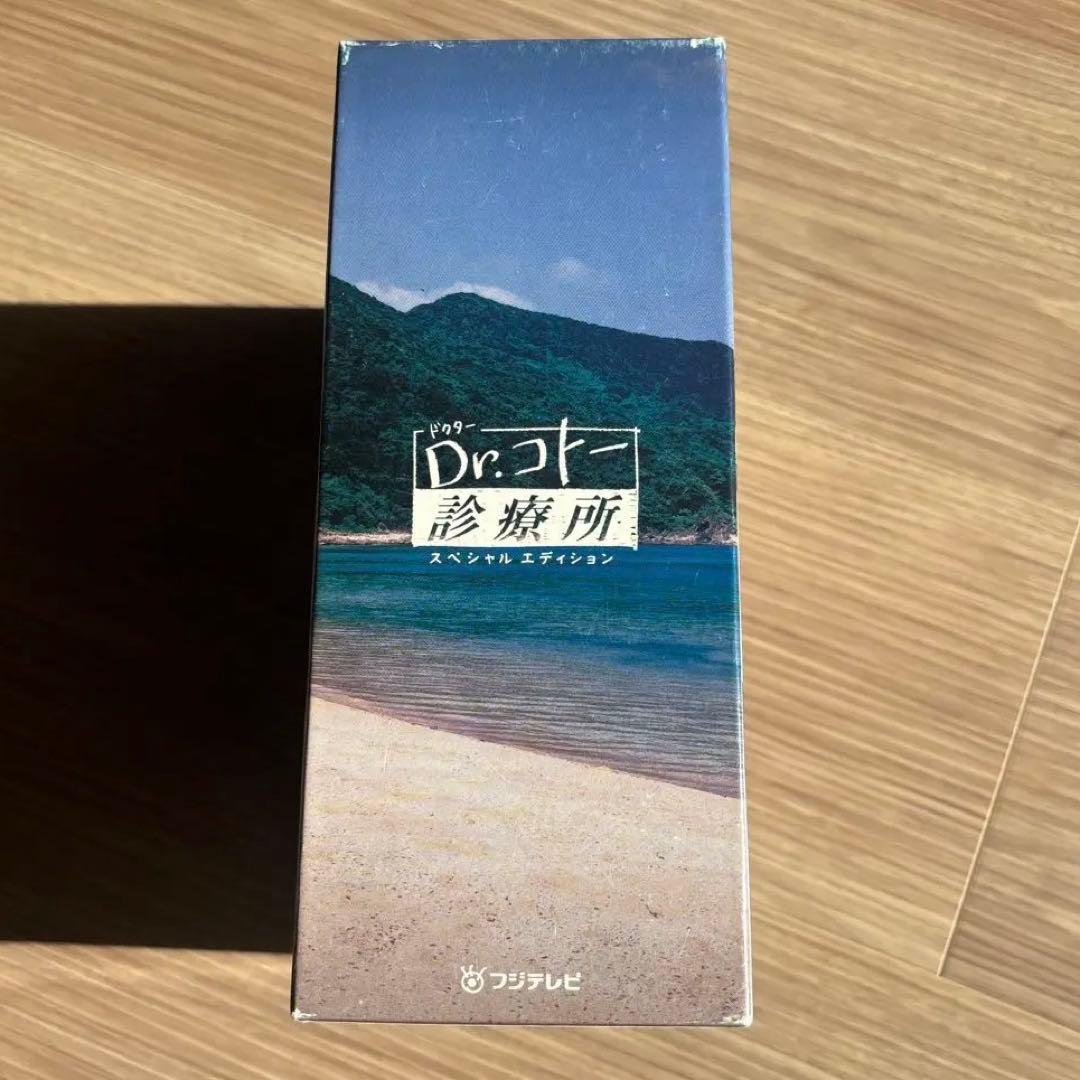 ドクター
Dr.コトー
診療所
スペシャル エディション
フジテレビ